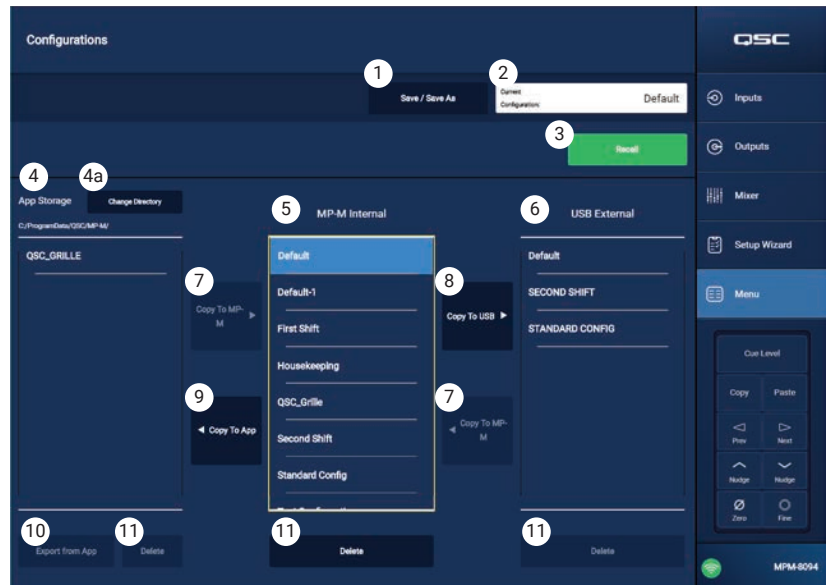 Configurations
QSC
1
2
Save / Save As
Current
Configuration:
Default
Inputs
3
Recall
Outputs
4
4a
App Storage
Change Directory
C:/ProgramData/QSC/MP-M/
5
MP-M Internal
6
USB External
Mixer
Setup Wizard
Menu
QSC_GRILLE
Default
Default-1
First Shift
Housekeeping
QSC_Grille
Second Shift
Standard Config
Default
SECOND SHIFT
STANDARD CONFIG
7
Copy To MP-
M
8
Copy To USB
9
Copy To App
7
Copy To MP-
M
Cue Level
Copy
Paste
Prev
Next
Nudge
Nudge
Zero
Fine
10
Export from App
11
Delete
11
Delete
11
Delete
MPM-8094